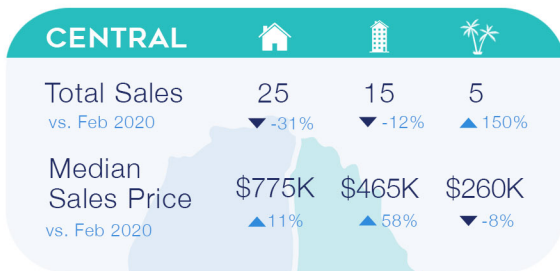 CENTRAL
Total Sales 25 15 5
vs. Feb 2020 ▼-31% ▼-12% ▲150%
Median
Sales Price $775K $465K $260K
vs. Feb 2020 ▲11% ▲58% ▼-8%